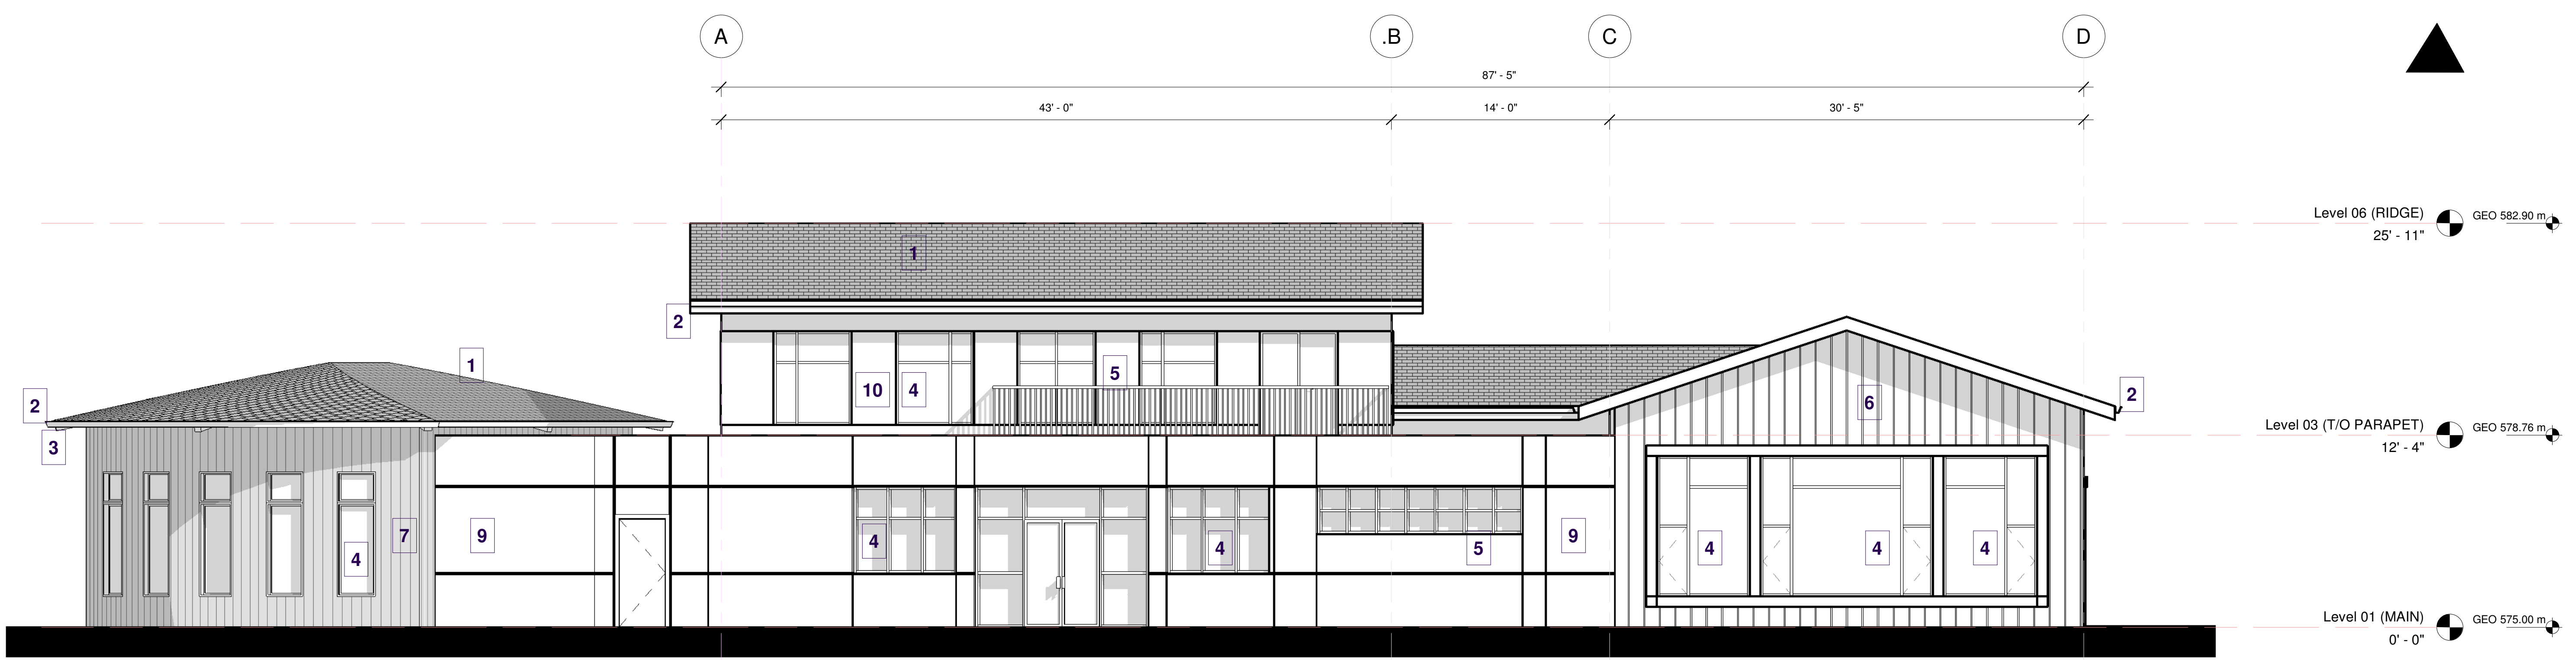 A
.B
C
D
87' - 5"
43' - 0"
14' - 0"
30' - 5"
Level 06 (RIDGE)
GEO 582.90 m
25' - 11"
1
2
1
5
10
4
2
2
6
3
Level 03 (T/O PARAPET)
GEO 578.76 m
12' - 4"
7
9
4
4
4
5
9
4
4
4
Level 01 (MAIN)
GEO 575.00 m
0' - 0"